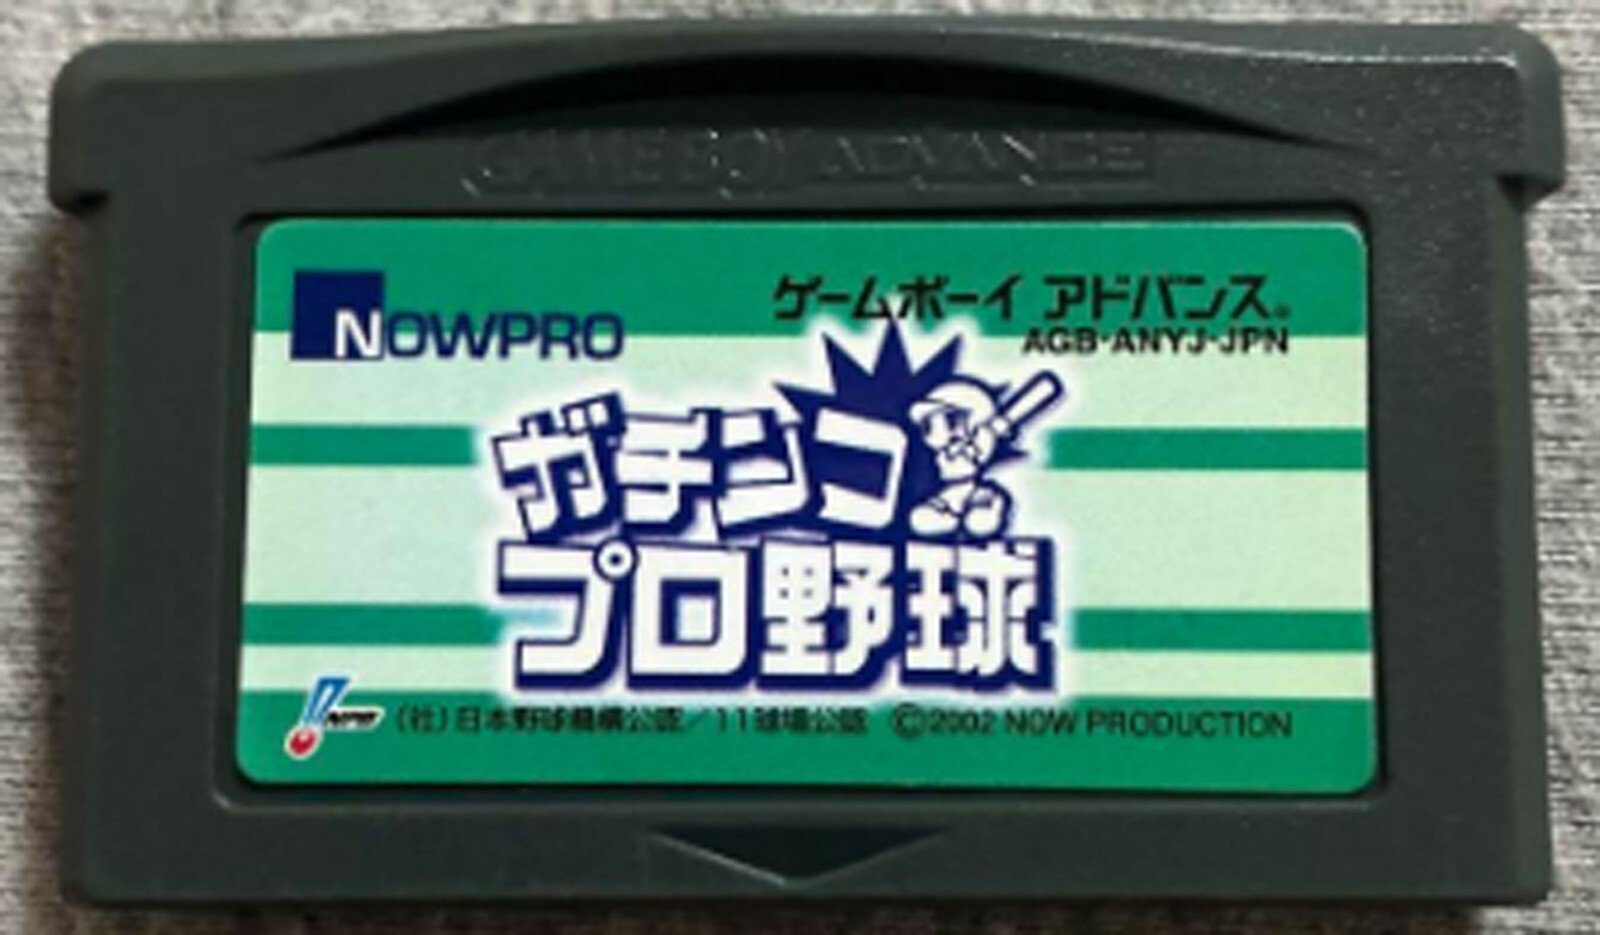 GAME BOY ADVANCE
NOWPRO
ゲームボーイ アドバンス®
AGB-ANYJ-JPN
ガチンコ
プロ野球
NPB (社)日本野球機構公認/11球場公認 ©2002 NOW PRODUCTION